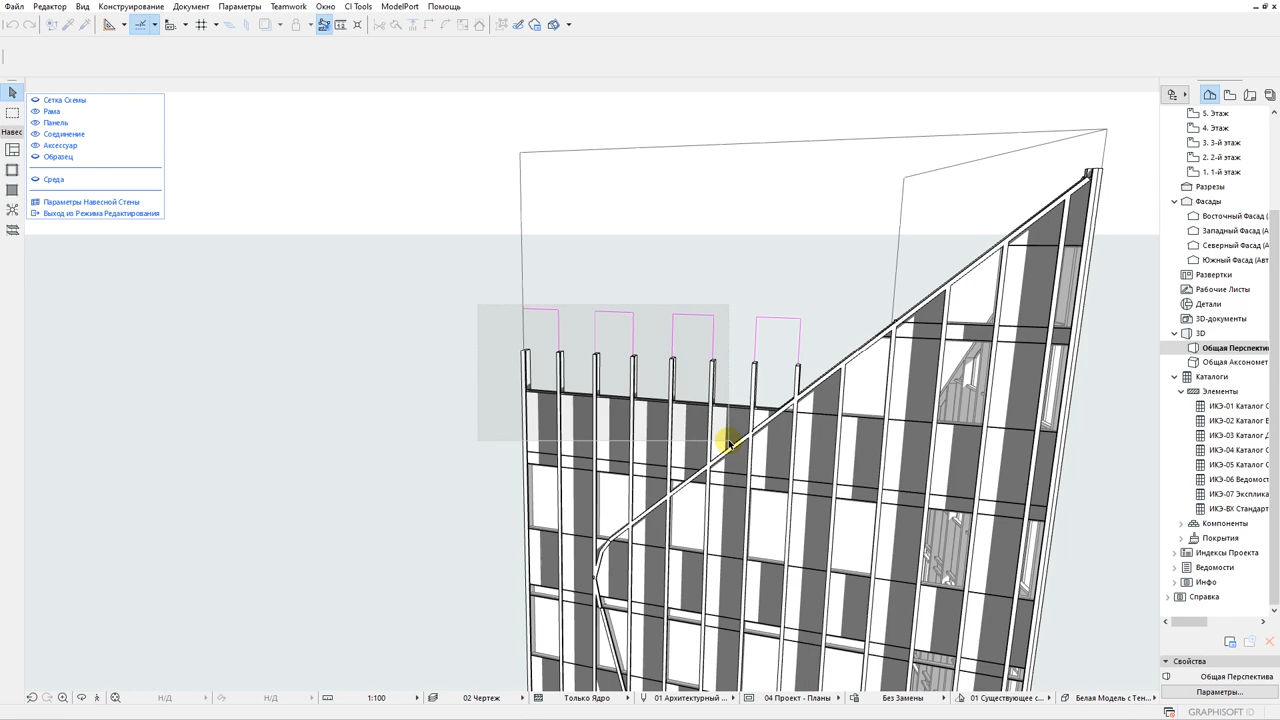 Файл Редактор Вид Конструирование Документ Параметры Teamwork Окно CI Tools ModelPort Помощь
Навес
Сетка Схемы
Рама
Панель
Соединение
Аксессуар
Образец
Среда
Параметры Навесной Стены
Выход из Режима Редактирования
5. Этаж
4. Этаж
3. 3-й этаж
2. 2-й этаж
1. 1-й этаж
Разрезы
Фасады
Восточный Фасад (А
Западный Фасад (А
Северный Фасад (А
Южный Фасад (Авт
Развертки
Рабочие Листы
Детали
3D-документы
3D
Общая Перспекти
Общая Аксономет
Каталоги
Элементы
ИКЭ-01 Каталог С
ИКЭ-02 Каталог Е
ИКЭ-03 Каталог Д
ИКЭ-04 Каталог С
ИКЭ-05 Каталог С
ИКЭ-06 Ведомост
ИКЭ-07 Экспликa
ИКЭ-ВХ Стандарт
Компоненты
Покрытия
Индексы Проекта
Ведомости
Инфо
Справка
Свойства
Общая Перспектива
Параметры...
Н/Д Н/Д 1:100 02 Чертеж Только Ядро 01 Архитектурный ... 04 Проект - Планы Без Замены 01 Существующее с... Белая Модель с Тен...
GRAPHISOFT ID